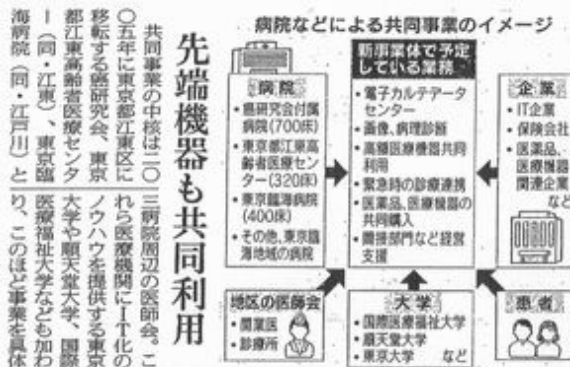 病院などによる共同事業のイメージ
病院
・癌研究会付属
病院(700床)
・東京都江東高
齢者医療セン
ター(320床)
・東京臨海病院
(400床)
・その他、東京臨
海地域の病院
新事業体で予定
している業務
・電子カルテデータ
センター
・画像、病理診断
・高額医療機器共同
利用
・緊急時の診療連携
・医薬品、医療機器の
共同購入
・間接部門など経営
支援
企業
・IT企業
・保険会社
・医薬品、
医療機器
関連企業
など
地区の医師会
・開業医
・診療所
大学
・国際医療福祉大学
・順天堂大学
・東京大学 など
患者
先端機器も共同利用
共同事業の中核は二〇
〇五年に東京都江東区に
移転する癌研究会、東京
都江東高齢者医療センタ
ー(同・江東)、東京臨
海病院(同・江戸川)と
三病院周辺の医師会。こ
れら医療機関にIT化の
ノウハウを提供する東京
大学や順天堂大学、国際
医療福祉大学なども加わ
り、このほど事業を具体